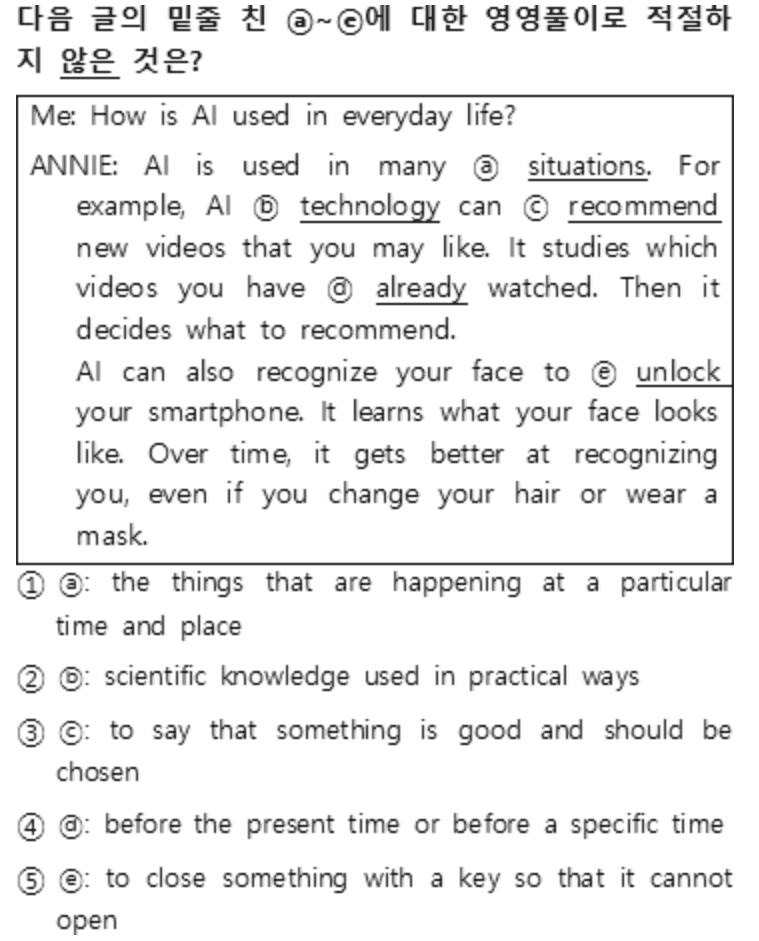 다음 글의 밑줄 친 ⓐ~ⓔ에 대한 영영풀이로 적절하
지 않은 것은?
Me: How is AI used in everyday life?
ANNIE: AI is used in many ⓐ situations. For
example, AI ⓑ technology can ⓒ recommend
new videos that you may like. It studies which
videos you have ⓓ already watched. Then it
decides what to recommend.
AI can also recognize your face to ⓔ unlock
your smartphone. It learns what your face looks
like. Over time, it gets better at recognizing
you, even if you change your hair or wear a
mask.
① ⓐ: the things that are happening at a particular
time and place
② ⓑ: scientific knowledge used in practical ways
③ ⓒ: to say that something is good and should be
chosen
④ ⓓ: before the present time or before a specific time
⑤ ⓔ: to close something with a key so that it cannot
open